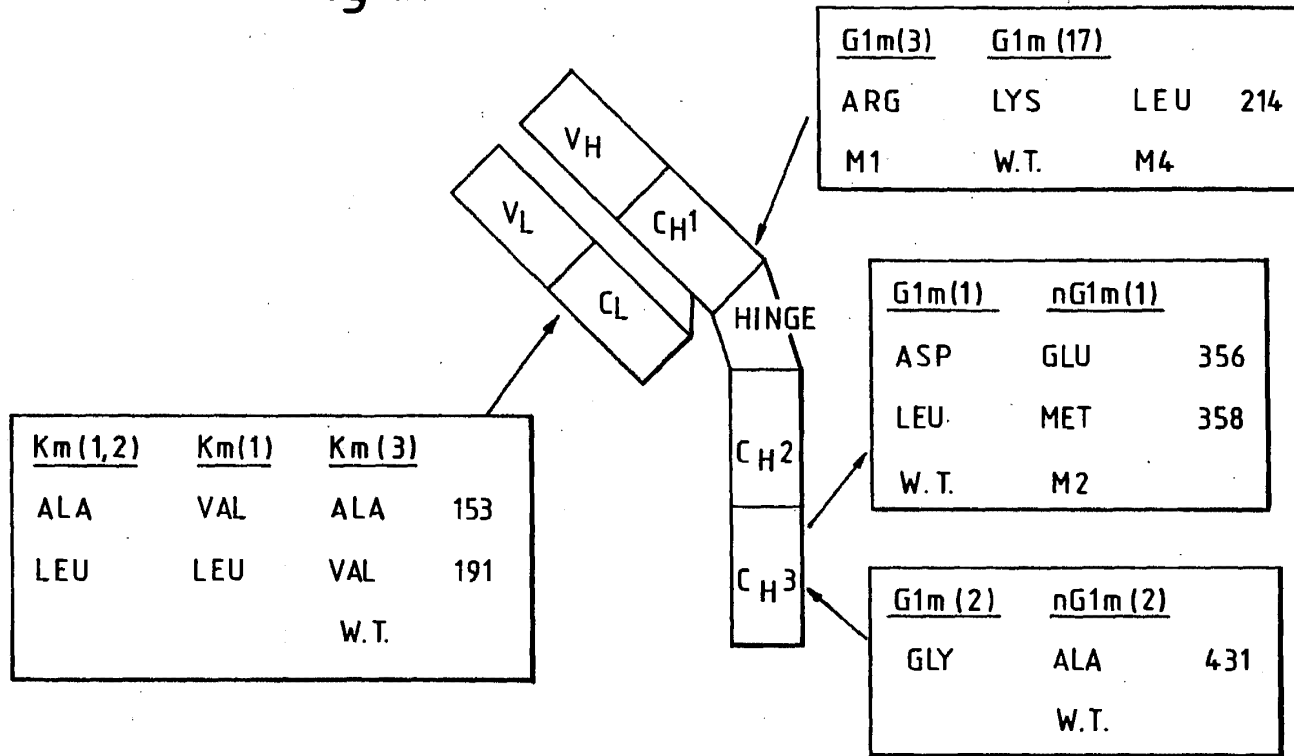 G1m(3) G1m (17)
ARG LYS LEU 214
M1 W.T. M4
VH
CH1
VL
CL
HINGE
G1m(1) nG1m(1)
ASP GLU 356
LEU MET 358
W.T. M2
Km(1,2) Km(1) Km(3)
ALA VAL ALA 153
LEU LEU VAL 191
W.T.
CH2
CH3
G1m (2) nG1m(2)
GLY ALA 431
W.T.